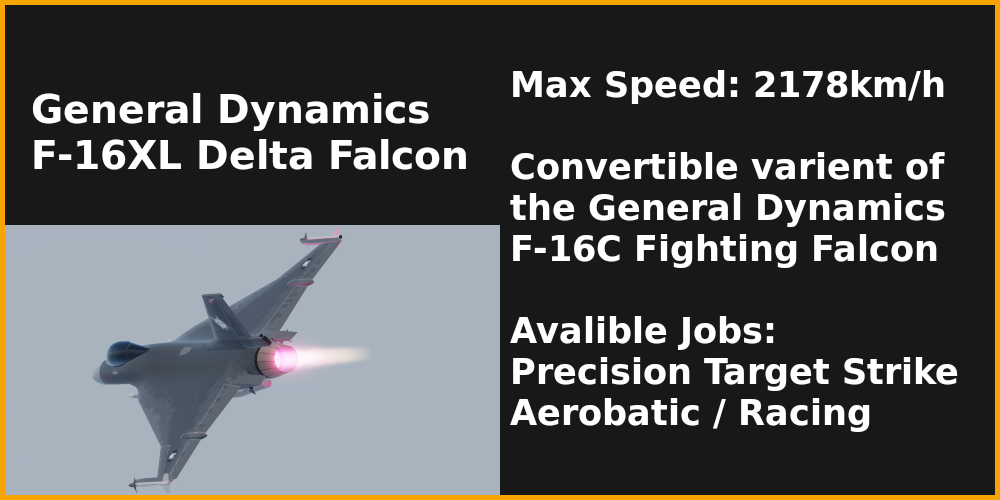 General Dynamics
F-16XL Delta Falcon
Max Speed: 2178km/h
Convertible varient of
the General Dynamics
F-16C Fighting Falcon
Avalible Jobs:
Precision Target Strike
Aerobatic / Racing